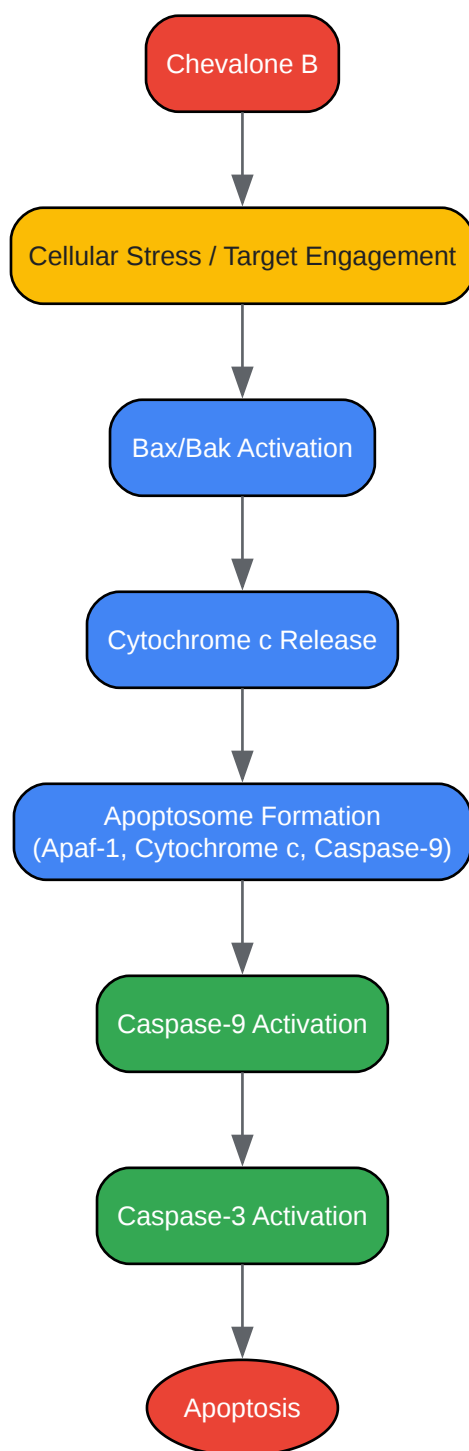 Chevalone B
Cellular Stress / Target Engagement
Bax/Bak Activation
Cytochrome c Release
Apoptosome Formation
(Apaf-1, Cytochrome c, Caspase-9)
Caspase-9 Activation
Caspase-3 Activation
Apoptosis